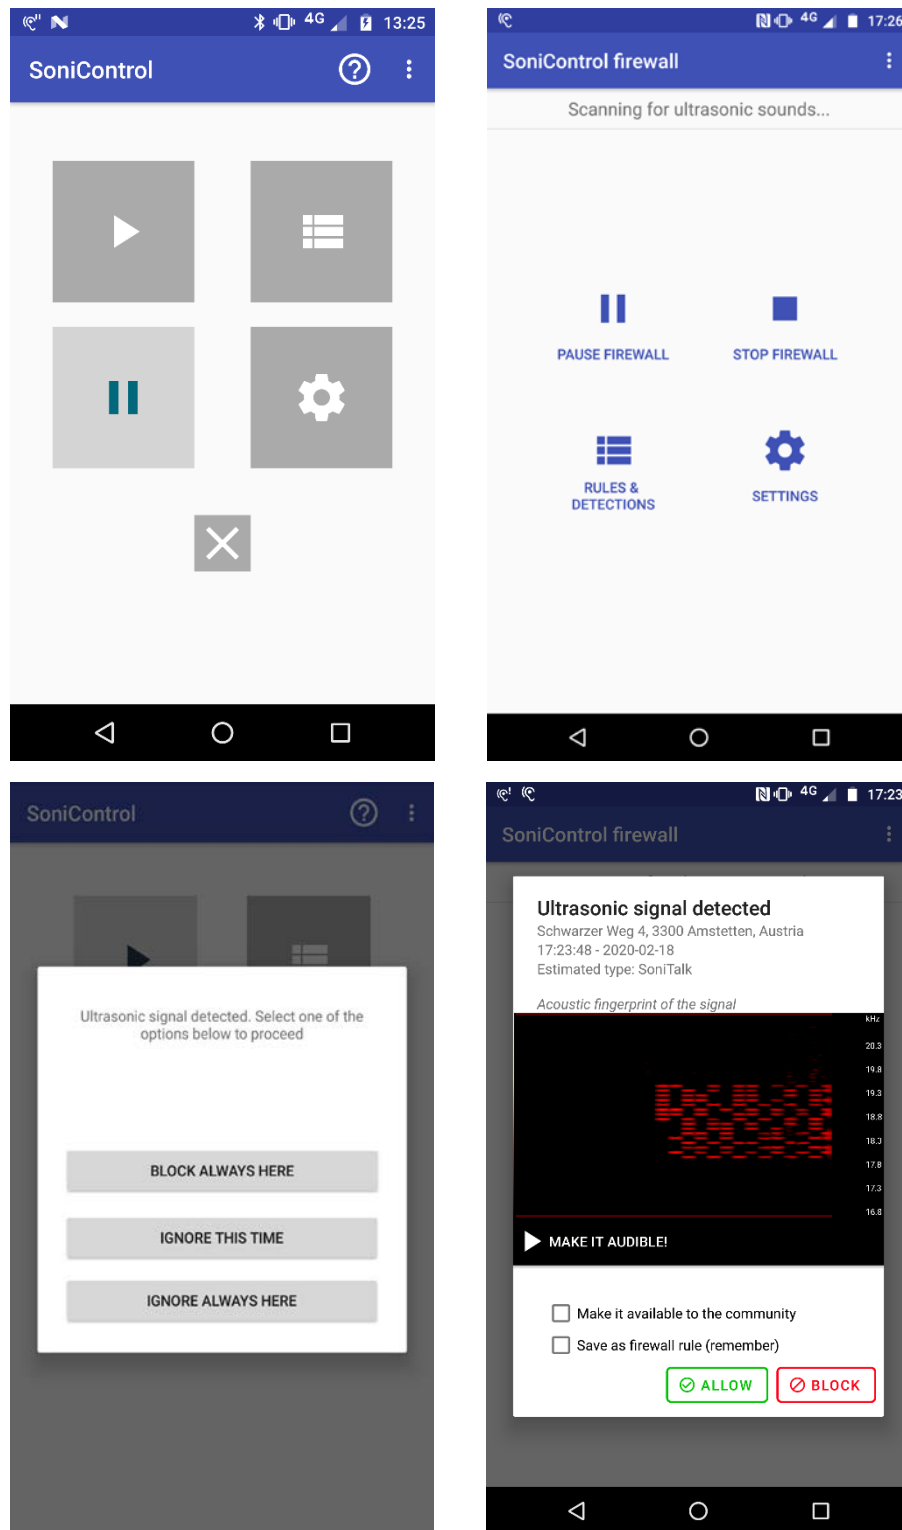 4G 13:25
SoniControl
4G 17:26
SoniControl firewall
Scanning for ultrasonic sounds...
PAUSE FIREWALL
STOP FIREWALL
RULES &
DETECTIONS
SETTINGS
SoniControl
Ultrasonic signal detected. Select one of the
options below to proceed
BLOCK ALWAYS HERE
IGNORE THIS TIME
IGNORE ALWAYS HERE
4G 17:23
SoniControl firewall
Ultrasonic signal detected
Schwarzer Weg 4, 3300 Amstetten, Austria
17:23:48 - 2020-02-18
Estimated type: SoniTalk
Acoustic fingerprint of the signal
kHz
20.3
19.8
19.3
18.8
18.3
17.8
17.3
16.8
MAKE IT AUDIBLE!
Make it available to the community
Save as firewall rule (remember)
ALLOW
BLOCK